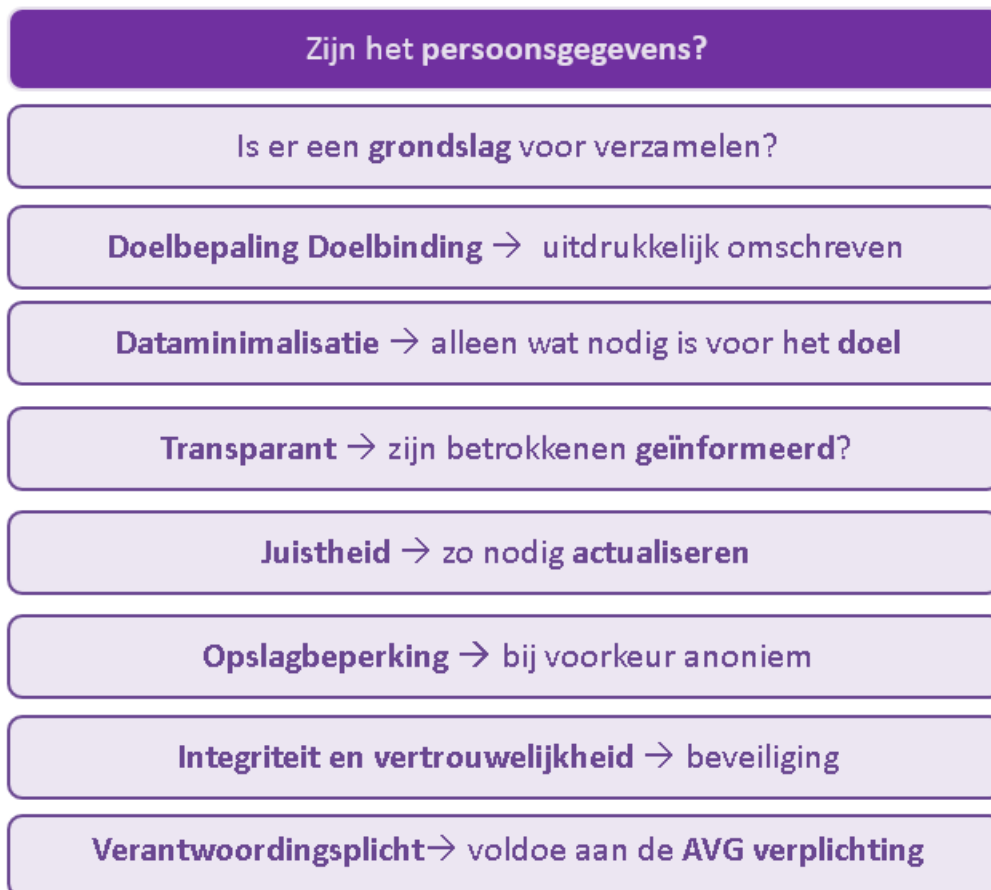 Zijn het persoonsgegevens?
Is er een grondslag voor verzamelen?
Doelbepaling Doelbinding → uitdrukkelijk omschreven
Dataminimalisatie → alleen wat nodig is voor het doel
Transparant → zijn betrokkenen geïnformeerd?
Juistheid → zo nodig actualiseren
Opslagbeperking → bij voorkeur anoniem
Integriteit en vertrouwelijkheid → beveiliging
Verantwoordingsplicht→ voldoe aan de AVG verplichting